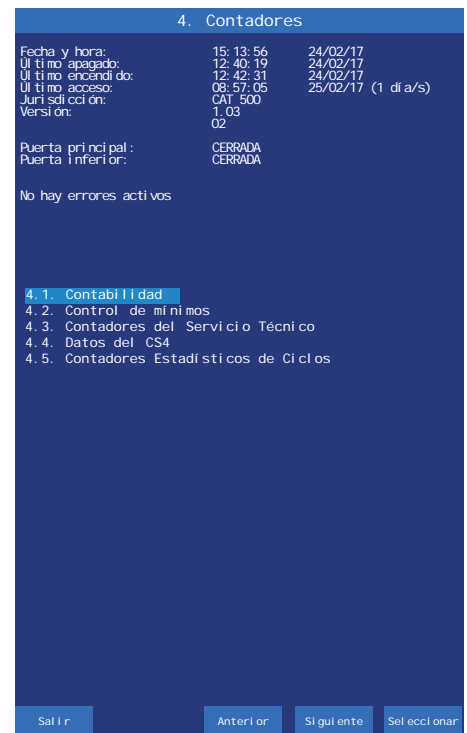 4. Contadores
Fecha y hora: 15:13:56 24/02/17
Último apagado: 12:40:19 24/02/17
Último encendido: 12:42:31 24/02/17
Último acceso: 08:57:05 25/02/17 (1 día/s)
Jurisdicción: CAT 500
Versión: 1.03
02
Puerta principal: CERRADA
Puerta inferior: CERRADA
No hay errores activos
4.1. Contabilidad
4.2. Control de mínimos
4.3. Contadores del Servicio Técnico
4.4. Datos del CS4
4.5. Contadores Estadísticos de Ciclos
Salir Anterior Siguiente Seleccionar